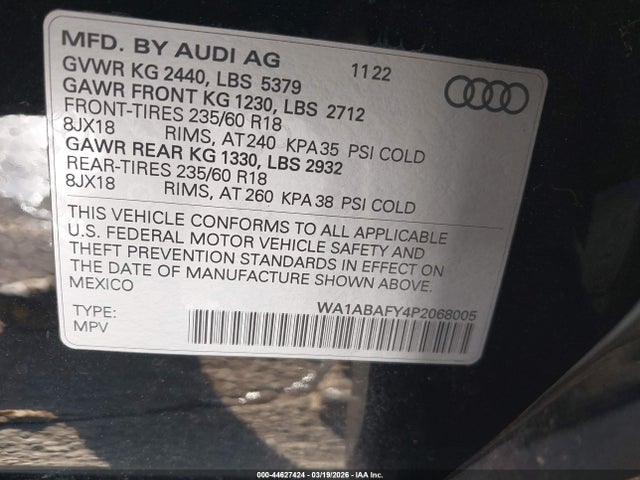 MFD. BY AUDI AG 11 22
GVWR KG 2440, LBS 5379
GAWR FRONT KG 1230, LBS 2712
FRONT-TIRES 235/60 R18
8JX18 RIMS, AT 240 KPA 35 PSI COLD
GAWR REAR KG 1330, LBS 2932
REAR-TIRES 235/60 R18
8JX18 RIMS, AT 260 KPA 38 PSI COLD
THIS VEHICLE CONFORMS TO ALL APPLICABLE
U.S. FEDERAL MOTOR VEHICLE SAFETY AND
THEFT PREVENTION STANDARDS IN EFFECT ON
THE DATE OF MANUFACTURE SHOWN ABOVE.
MEXICO
WA1ABAFY4P2068005
TYPE:
MPV
000-44627424 | 03/19/2026 | IAA Inc.